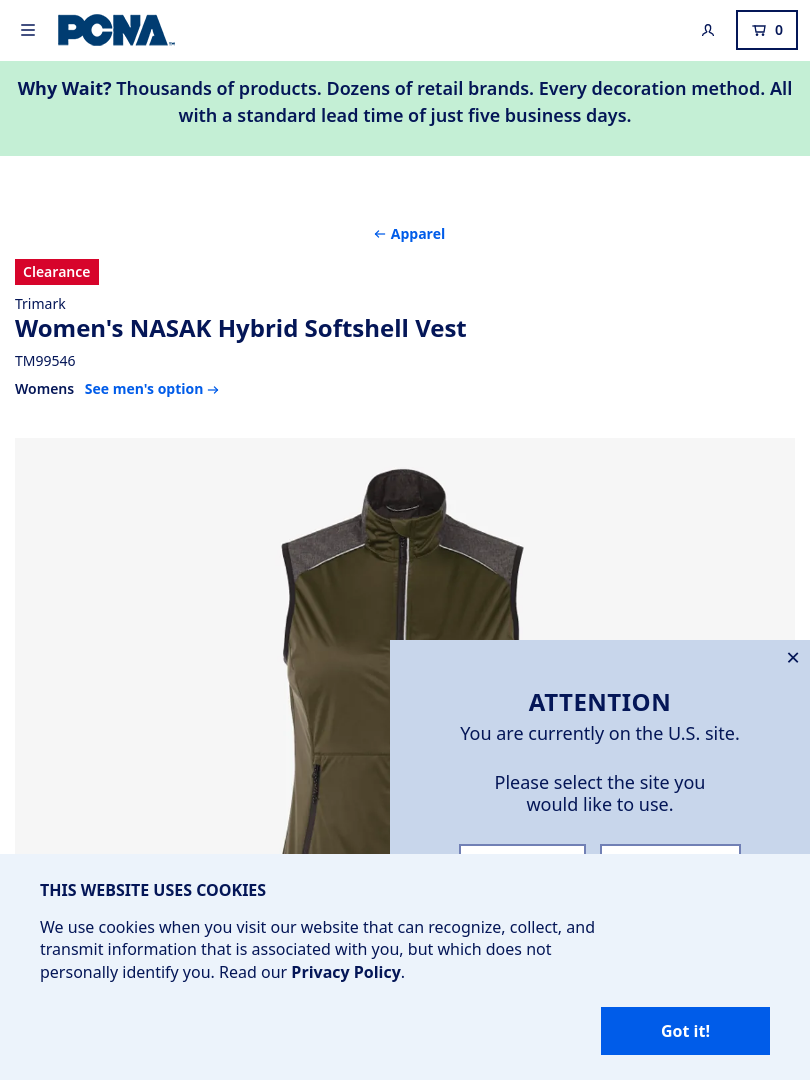 PCNA™
0
Why Wait? Thousands of products. Dozens of retail brands. Every decoration method. All
with a standard lead time of just five business days.
← Apparel
Clearance
Trimark
Women's NASAK Hybrid Softshell Vest
TM99546
Womens See men's option →
ATTENTION
You are currently on the U.S. site.
Please select the site you
would like to use.
THIS WEBSITE USES COOKIES
We use cookies when you visit our website that can recognize, collect, and
transmit information that is associated with you, but which does not
personally identify you. Read our Privacy Policy.
Got it!